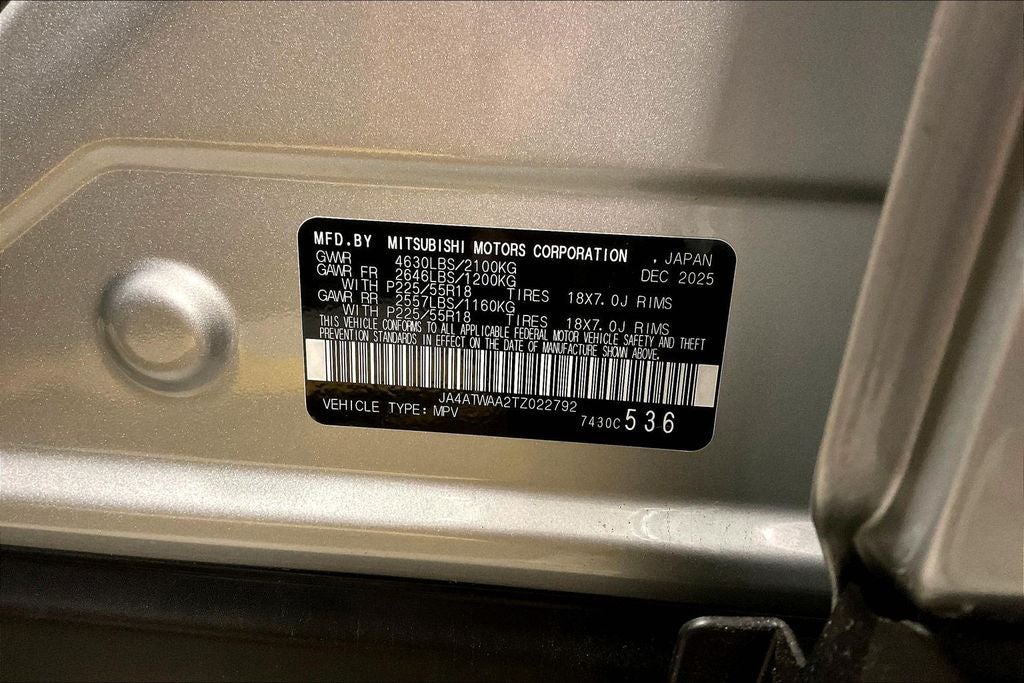 MFD.BY MITSUBISHI MOTORS CORPORATION , JAPAN
GVWR 4630LBS/2100KG DEC 2025
GAWR FR 2646LBS/1200KG
WITH P225/55R18 TIRES 18X7.0J RIMS
GAWR RR 2557LBS/1160KG
WITH P225/55R18 TIRES 18X7.0J RIMS
THIS VEHICLE CONFORMS TO ALL APPLICABLE FEDERAL MOTOR VEHICLE SAFETY AND THEFT
PREVENTION STANDARDS IN EFFECT ON THE DATE OF MANUFACTURE SHOWN ABOVE.
JA4ATWAA2TZ022792
VEHICLE TYPE: MPV 7430C 536